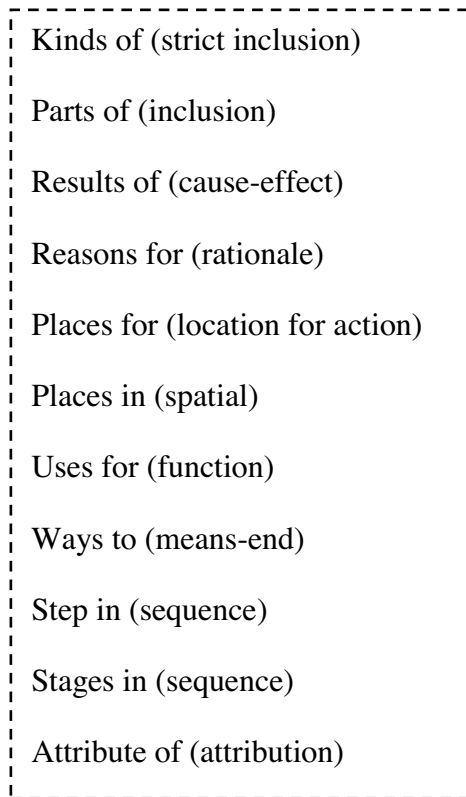 Kinds of (strict inclusion)
Parts of (inclusion)
Results of (cause-effect)
Reasons for (rationale)
Places for (location for action)
Places in (spatial)
Uses for (function)
Ways to (means-end)
Step in (sequence)
Stages in (sequence)
Attribute of (attribution)